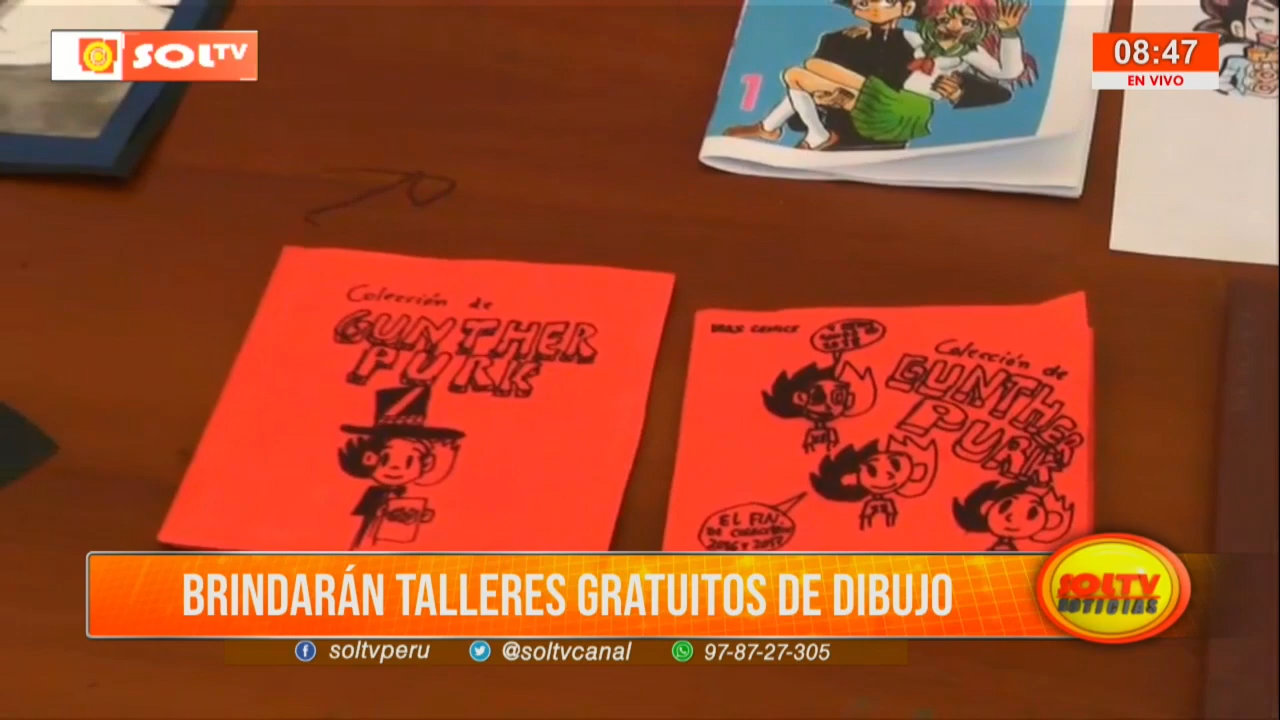 SOLTV
08:47
EN VIVO
1
Colección de
GUNTHER
PURK
Colección de
GUNTHER
PURK
EL FIN
BRINDARÁN TALLERES GRATUITOS DE DIBUJO
SOLTV
NOTICIAS
soltvperu @soltvcanal 97-87-27-305